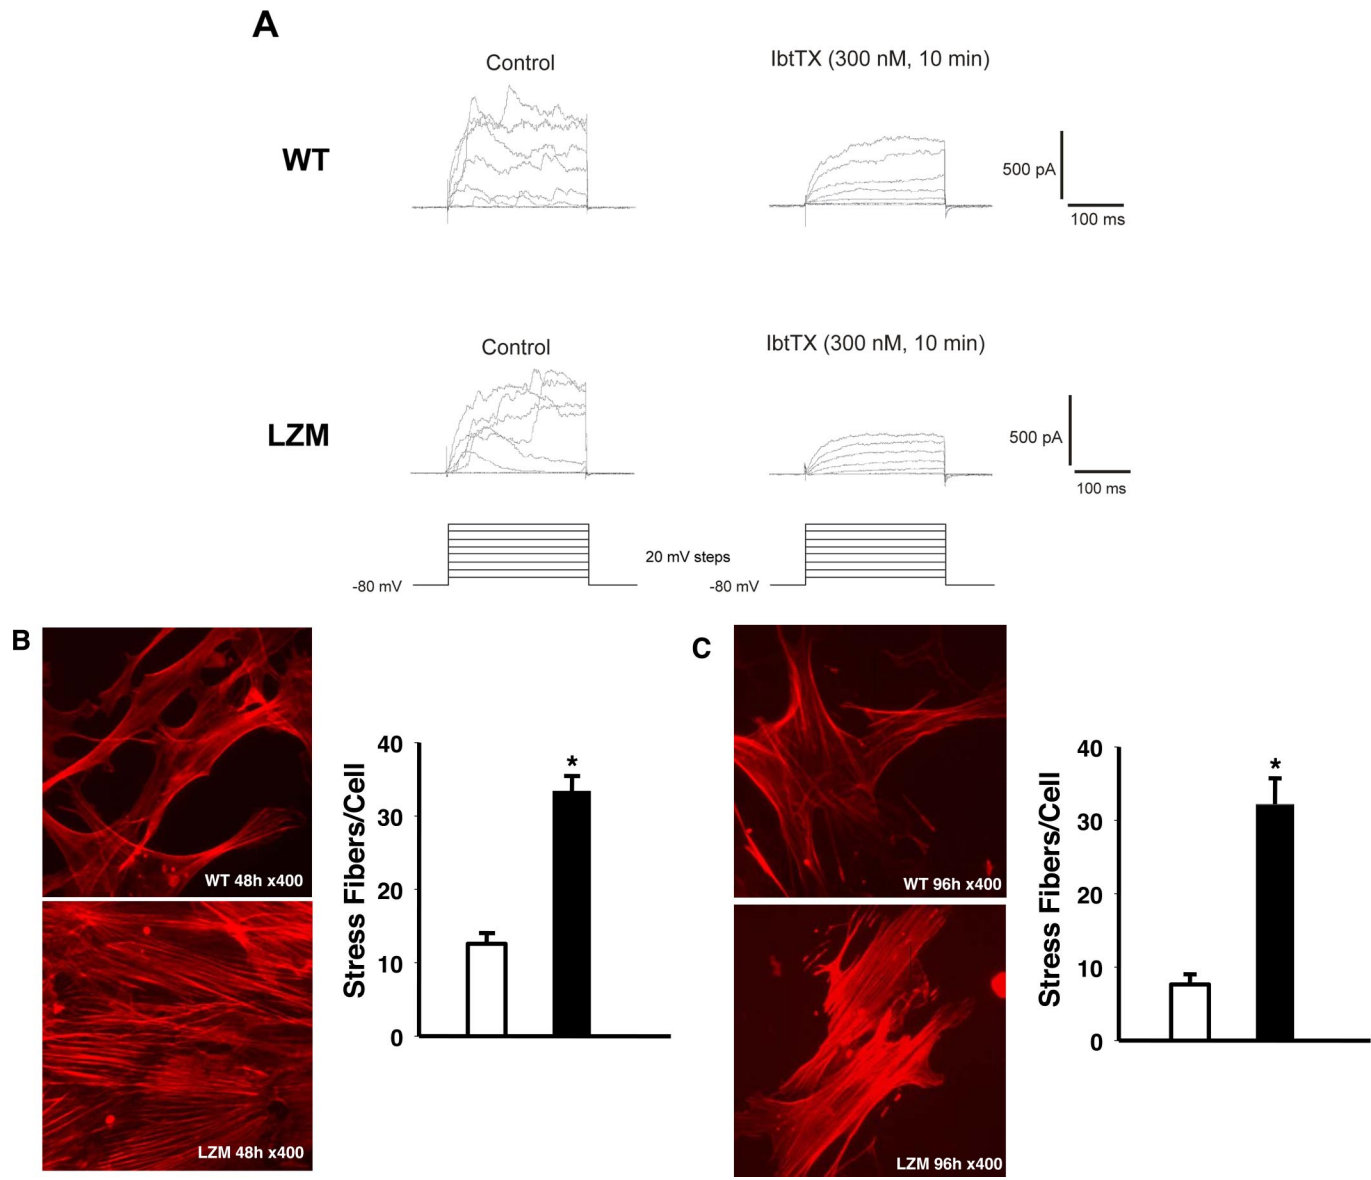 A
Control
IbtTX (300 nM, 10 min)
WT
500 pA
100 ms
Control
IbtTX (300 nM, 10 min)
LZM
500 pA
100 ms
20 mV steps
-80 mV
-80 mV
B
WT 48h x400
LZM 48h x400
Stress Fibers/Cell
40
30
20
10
0
*
C
WT 96h x400
LZM 96h x400
Stress Fibers/Cell
40
30
20
10
0
*